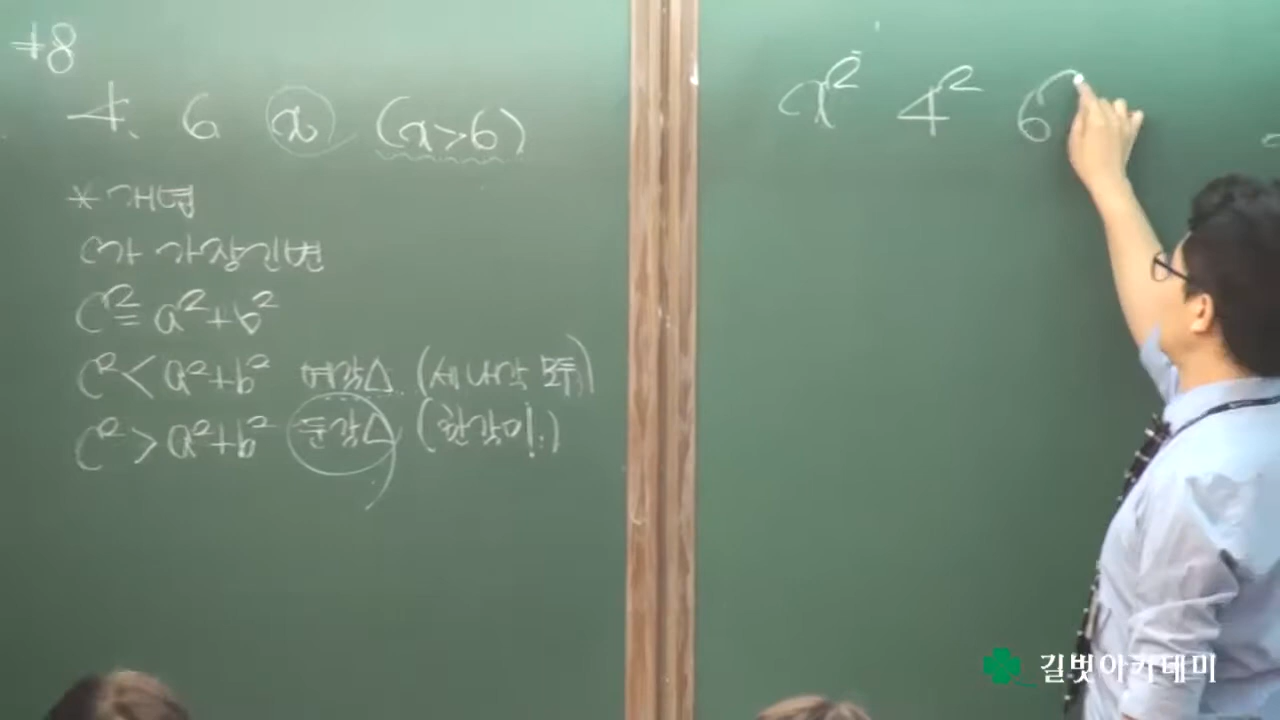 #8
4. 6 x (x>6)
*개념
c가 가장긴변
c²=a²+b²
c²<a²+b² 예각△ (세 내각 모두)
c²>a²+b² 둔각△ (한각이!)
x² 4² 6
길벗아카데미